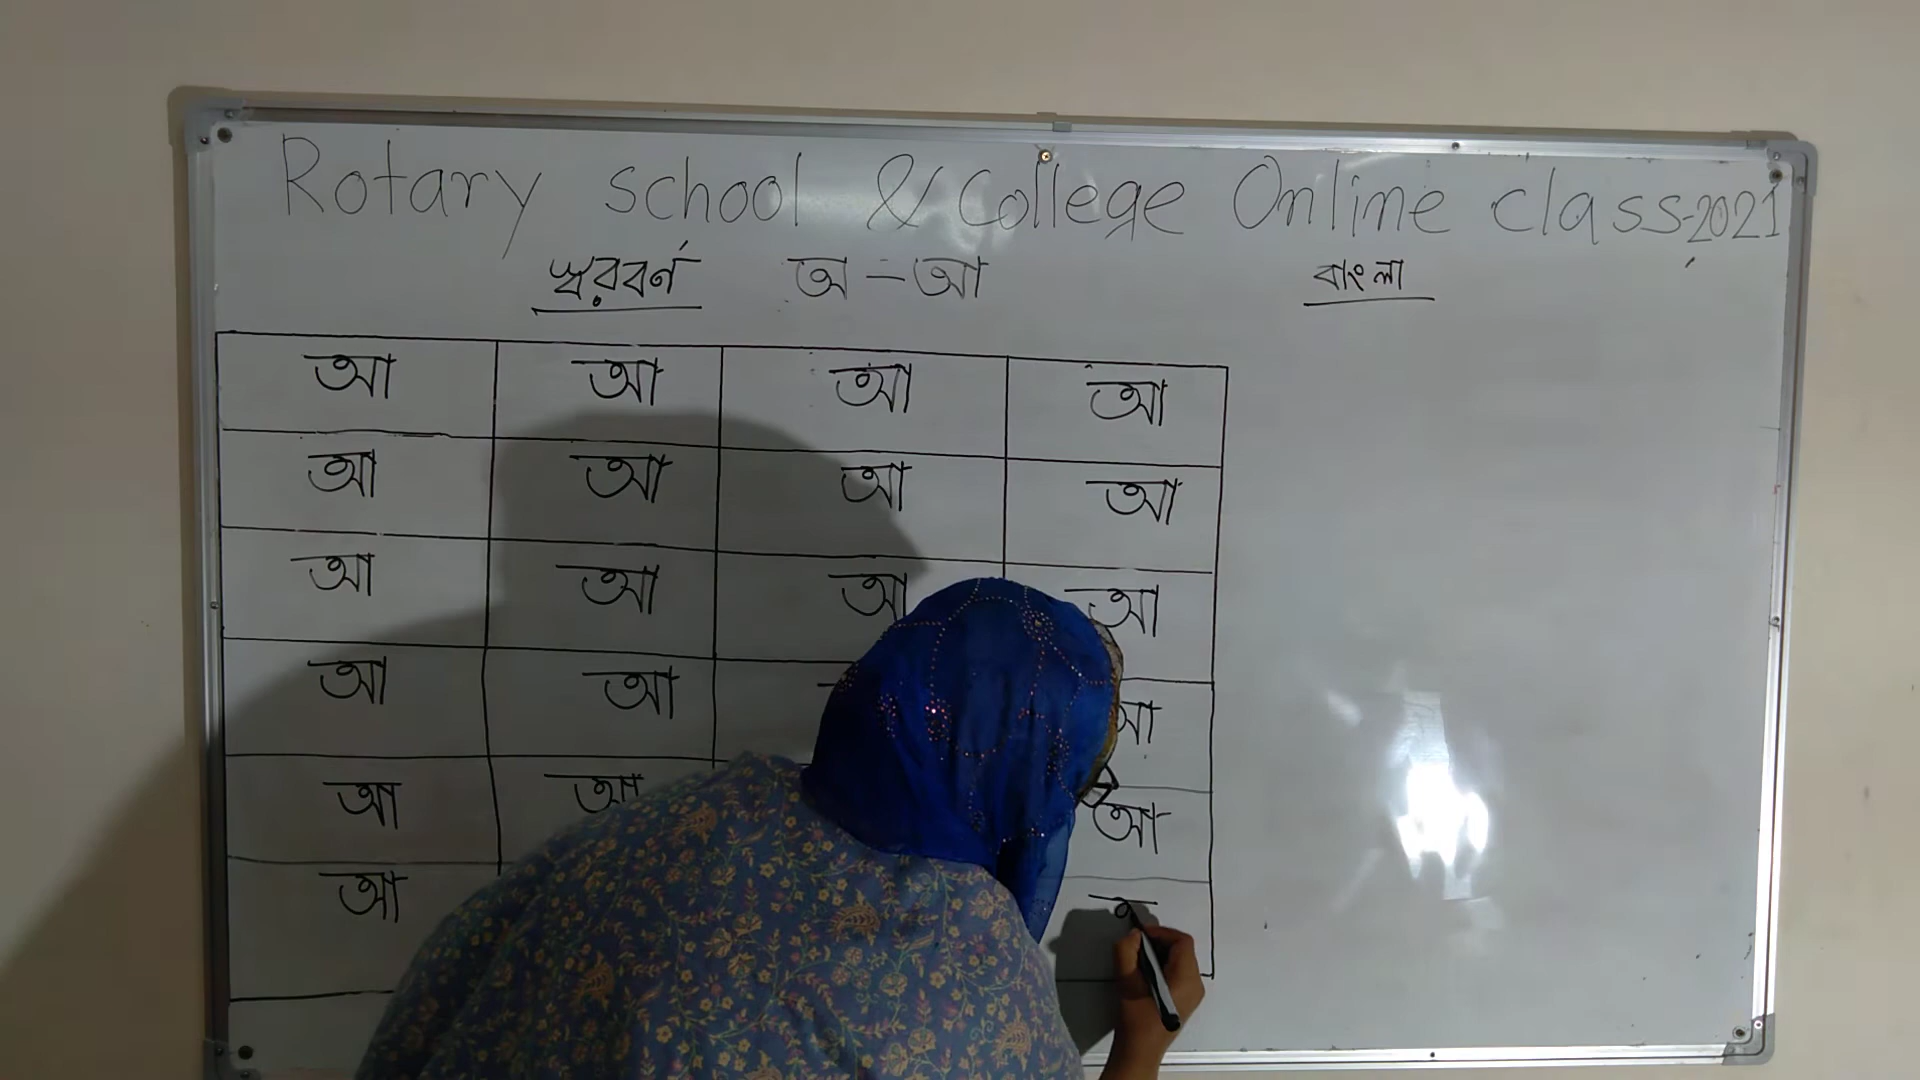 Rotary school & College Online class-2021
স্বরবর্ণ অ - আ বাংলা
আ আ আ আ
আ আ আ আ
আ আ আ আ
আ আ
আ আ আ
আ